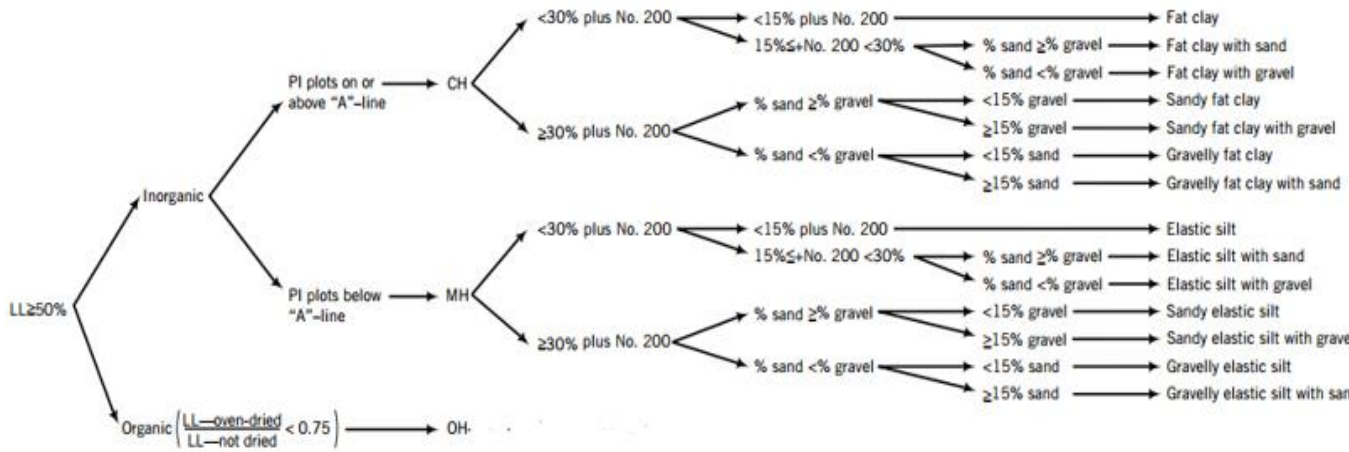 <30% plus No. 200 <15% plus No. 200 Fat clay
15%≤+No. 200 <30% % sand ≥% gravel Fat clay with sand
% sand <% gravel Fat clay with gravel
PI plots on or
above “A”–line
CH
≥30% plus No. 200 % sand ≥% gravel <15% gravel Sandy fat clay
≥15% gravel Sandy fat clay with gravel
% sand <% gravel <15% sand Gravelly fat clay
≥15% sand Gravelly fat clay with sand
Inorganic
<30% plus No. 200 <15% plus No. 200 Elastic silt
15%≤+No. 200 <30% % sand ≥% gravel Elastic silt with sand
% sand <% gravel Elastic silt with gravel
PI plots below
“A”–line
MH
LL≥50%
≥30% plus No. 200 % sand ≥% gravel <15% gravel Sandy elastic silt
≥15% gravel Sandy elastic silt with grave
% sand <% gravel <15% sand Gravelly elastic silt
≥15% sand Gravelly elastic silt with san
Organic (LL—oven-dried
LL—not dried < 0.75) OH-